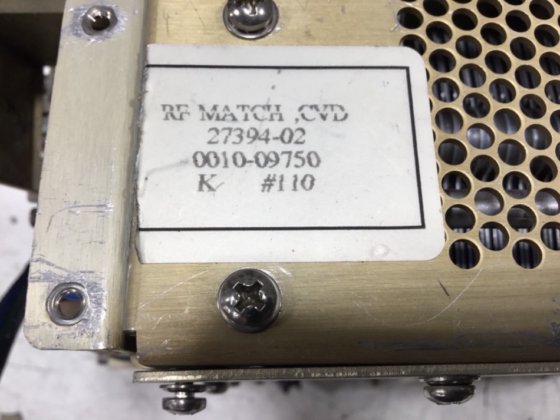 RF MATCH ,CVD
27394-02
0010-09750
K #110